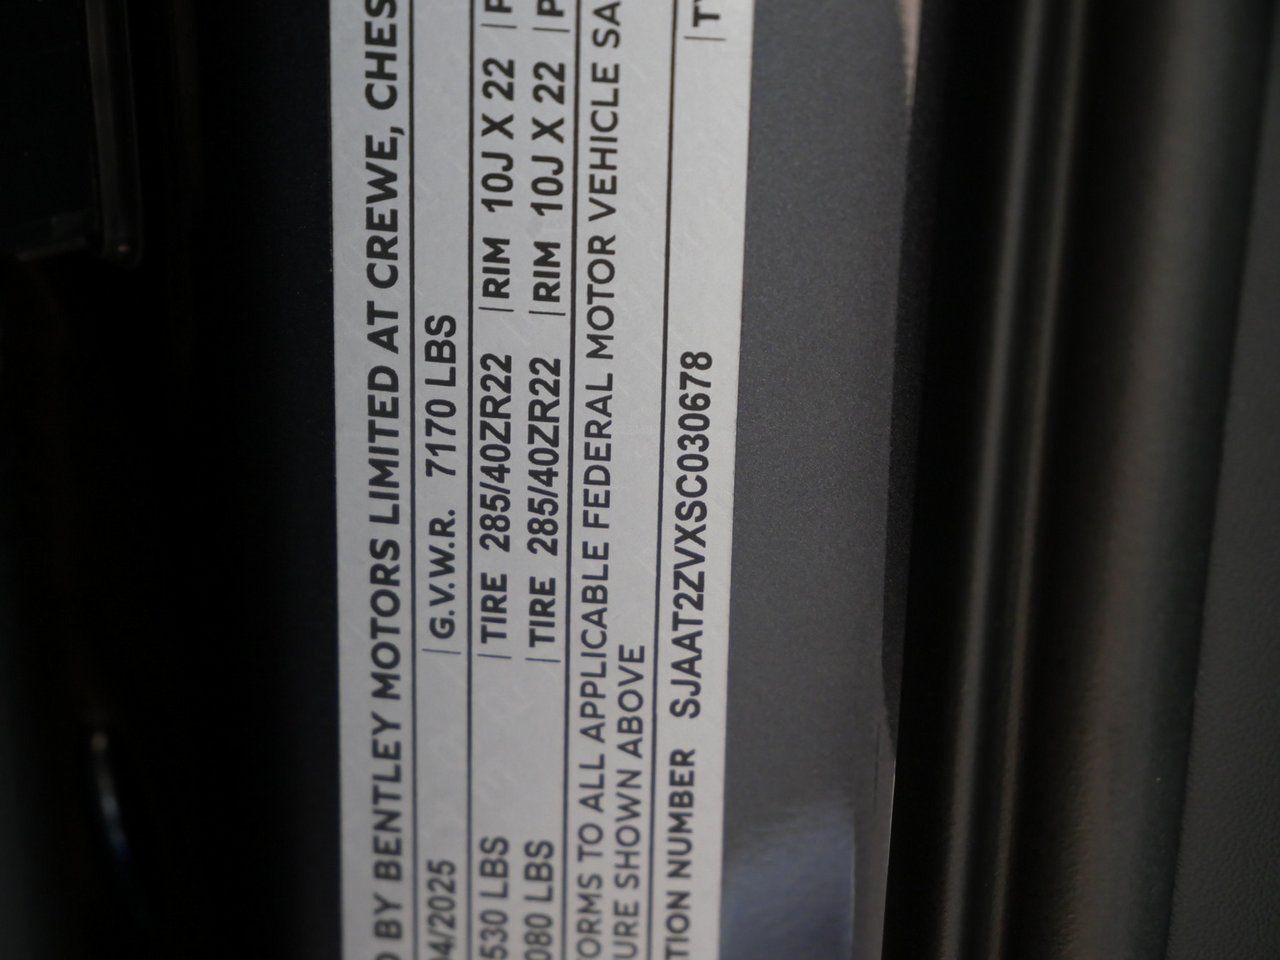 D BY BENTLEY MOTORS LIMITED AT CREWE, CHES
04/2025 | G.V.W.R. 7170 LBS
530 LBS | TIRE 285/40ZR22 | RIM 10J X 22 | P
080 LBS | TIRE 285/40ZR22 | RIM 10J X 22 | P
ORMS TO ALL APPLICABLE FEDERAL MOTOR VEHICLE SA
URE SHOWN ABOVE
TION NUMBER SJAAT2ZVXSC030678 | TY